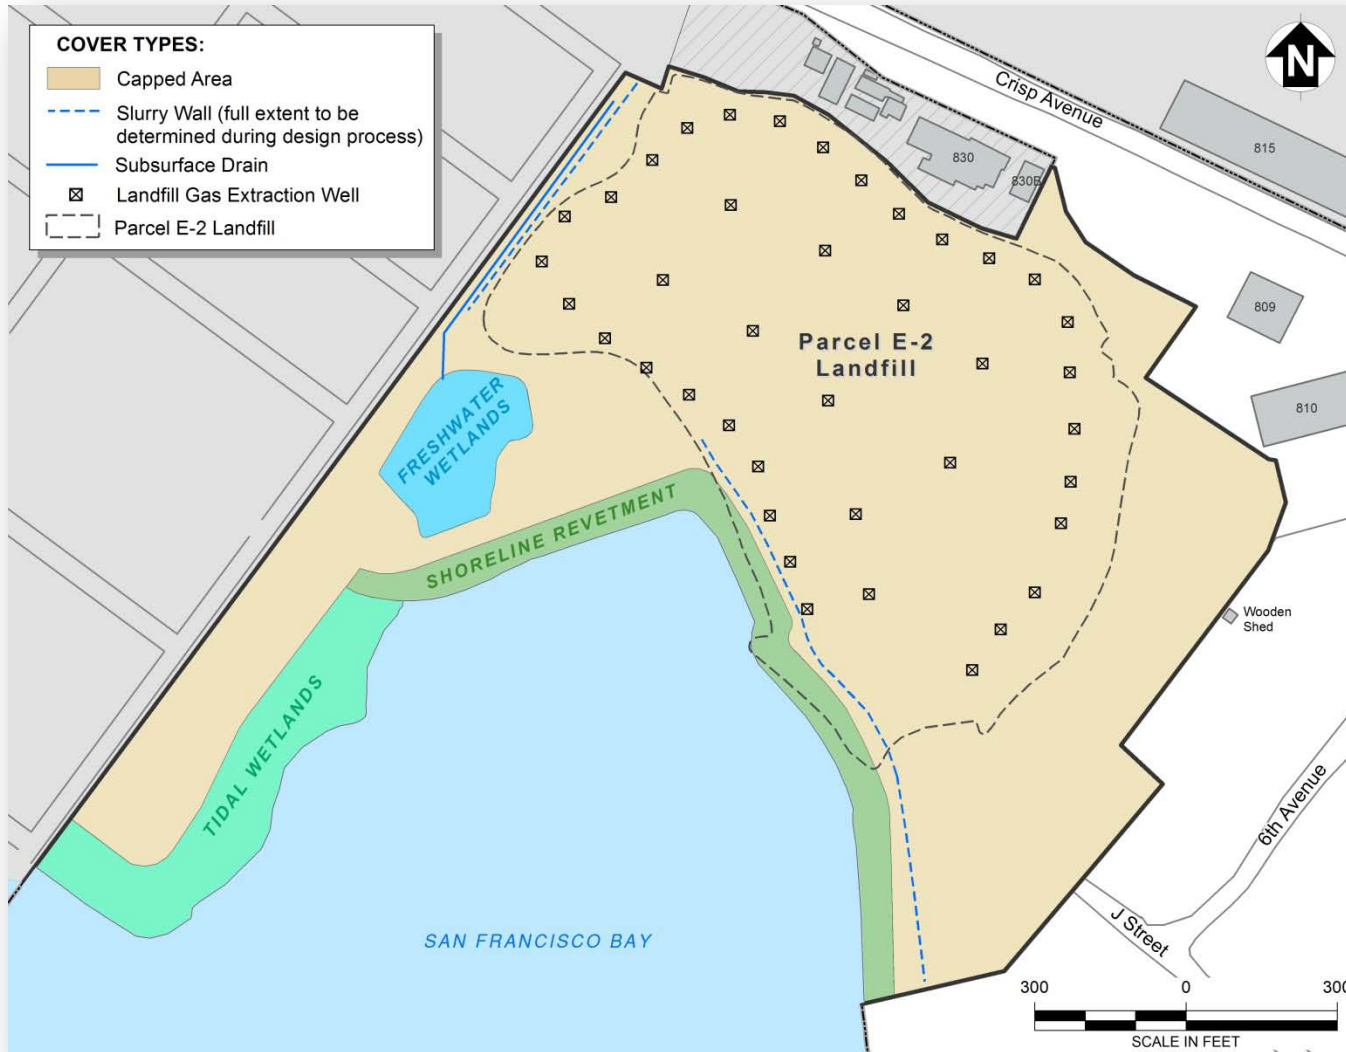 COVER TYPES:
Capped Area
Slurry Wall (full extent to be
determined during design process)
Subsurface Drain
Landfill Gas Extraction Well
Parcel E-2 Landfill
N
Crisp Avenue
815
830
830B
809
810
Parcel E-2
Landfill
FRESHWATER
WETLANDS
SHORELINE REVETMENT
TIDAL WETLANDS
Wooden
Shed
6th Avenue
J Street
SAN FRANCISCO BAY
300 0 300
SCALE IN FEET